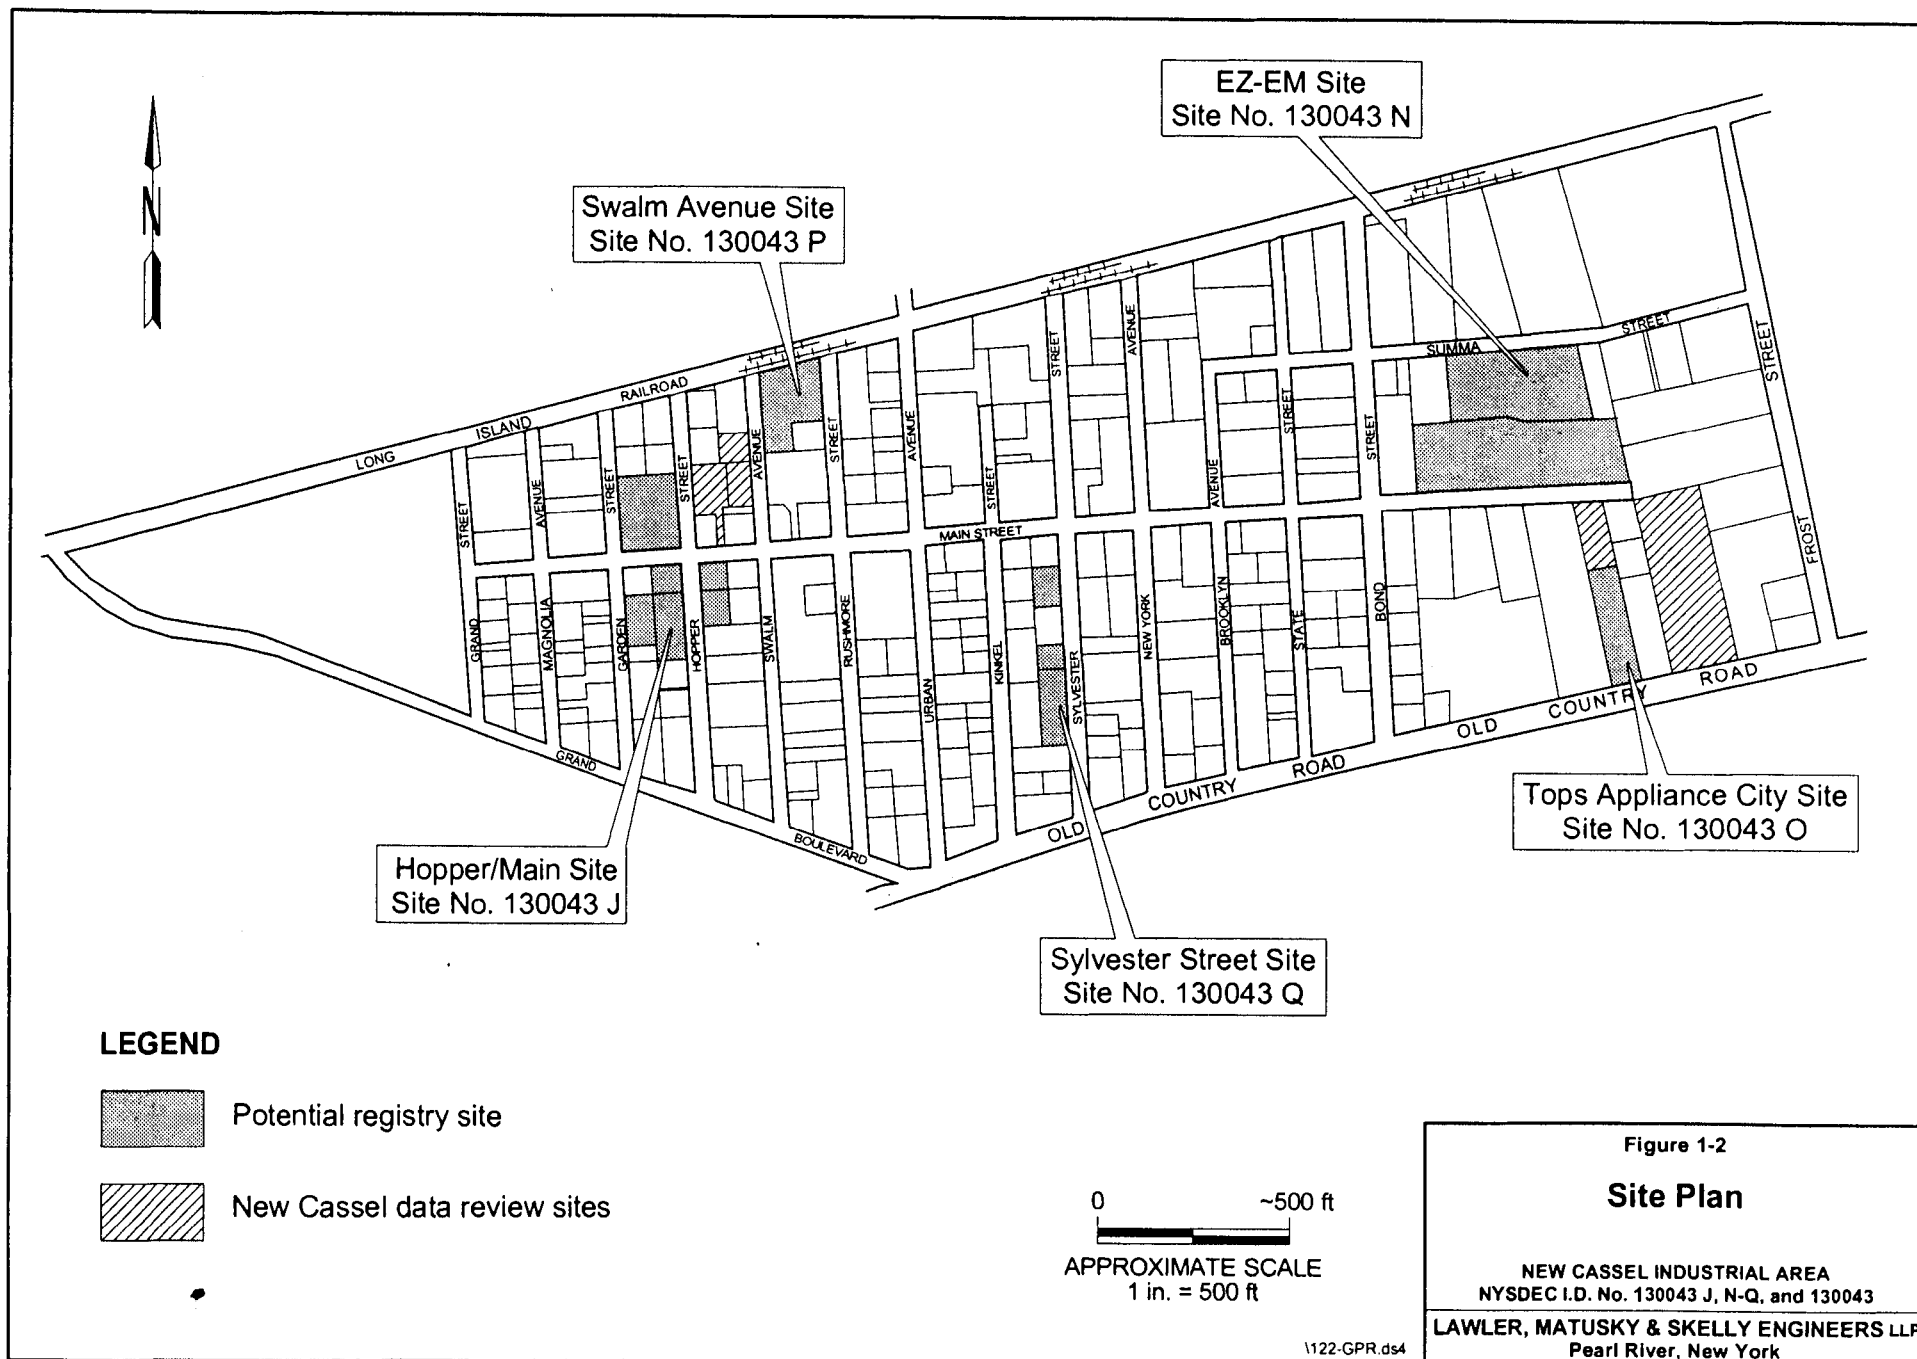 EZ-EM Site
Site No. 130043 N
Swalm Avenue Site
Site No. 130043 P
N
LONG ISLAND RAILROAD
SUMMA STREET
FROST STREET
MAIN STREET
GRAND STREET
MAGNOLIA AVENUE
GARDEN STREET
HOPPER STREET
SWALM AVENUE
RUSHMORE STREET
URBAN AVENUE
KINKEL STREET
SYLVESTER STREET
NEW YORK AVENUE
BROOKLYN AVENUE
STATE STREET
BOND STREET
GRAND BOULEVARD
OLD COUNTRY ROAD
OLD COUNTRY ROAD
Tops Appliance City Site
Site No. 130043 O
Hopper/Main Site
Site No. 130043 J
Sylvester Street Site
Site No. 130043 Q
LEGEND
Potential registry site
New Cassel data review sites
0 ~500 ft
APPROXIMATE SCALE
1 in. = 500 ft
\122-GPR.ds4
Figure 1-2
Site Plan
NEW CASSEL INDUSTRIAL AREA
NYSDEC I.D. No. 130043 J, N-Q, and 130043
LAWLER, MATUSKY & SKELLY ENGINEERS LLP
Pearl River, New York